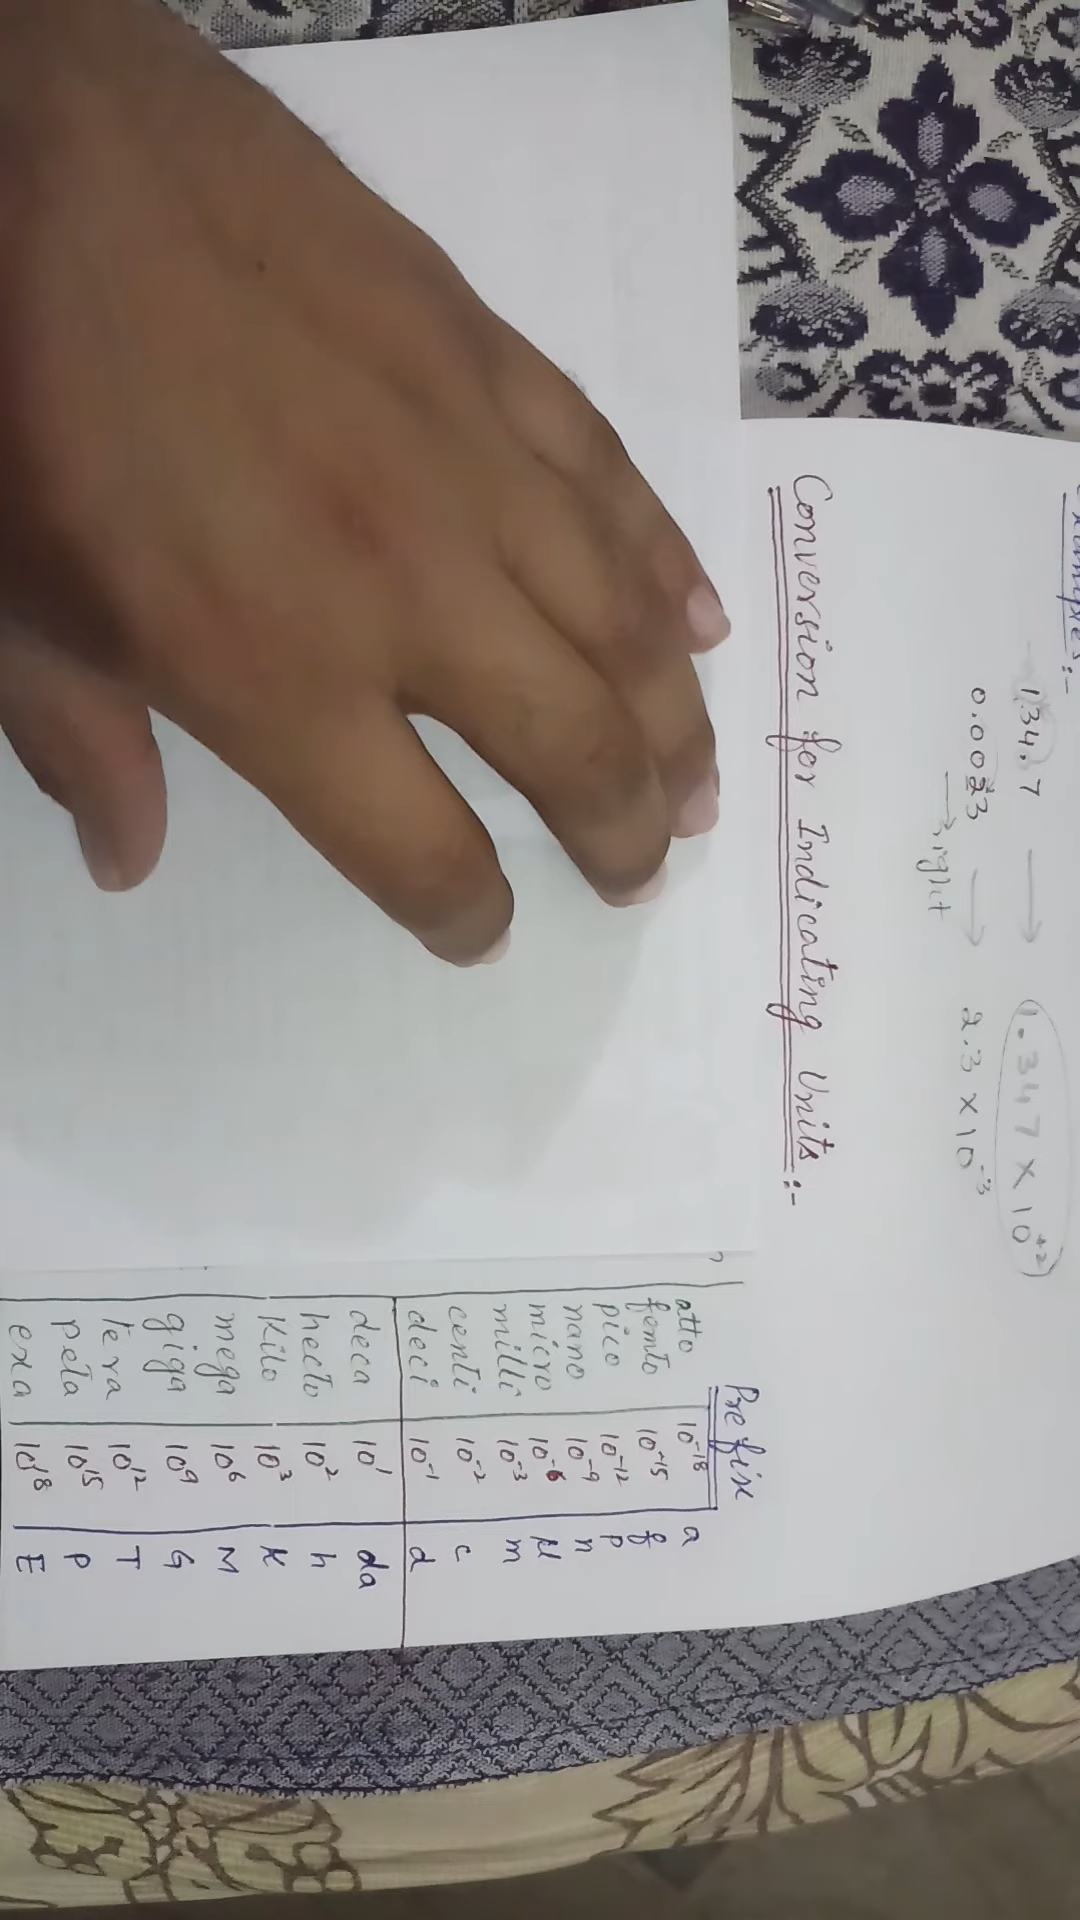 134.7 → 1.347 × 10⁺²
0.0023 → 2.3 × 10⁻³
→ right
Conversion for Indicating Units:-
Prefix
atto 10⁻¹⁸ a
femto 10⁻¹⁵ f
pico 10⁻¹² p
nano 10⁻⁹ n
micro 10⁻⁶ μ
milli 10⁻³ m
centi 10⁻² c
deci 10⁻¹ d
deca 10¹ da
hecto 10² h
Kilo 10³ K
mega 10⁶ M
giga 10⁹ G
tera 10¹² T
peta 10¹⁵ P
exa 10¹⁸ E